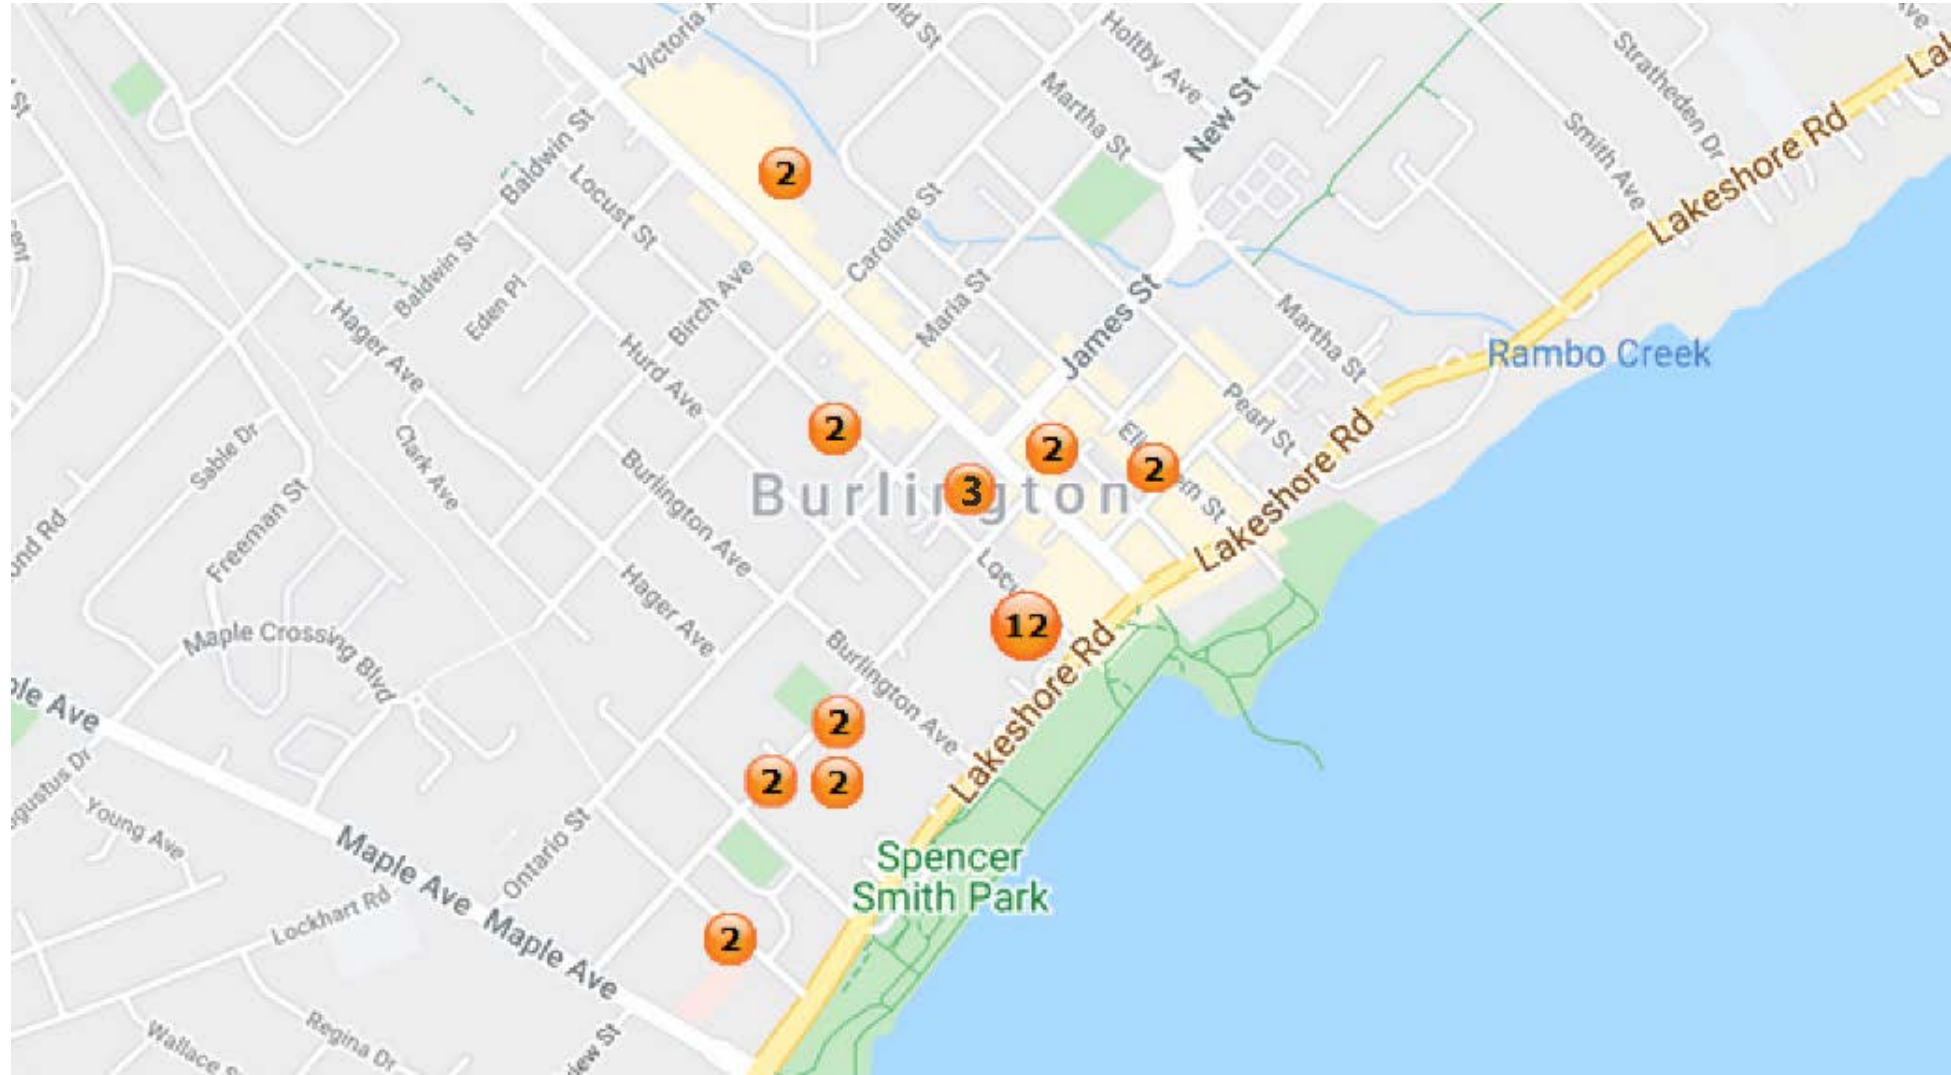 Victoria
ald St
Holtby Ave
Stratheden Dr
St
Martha St
New St
Smith Ave
Lakeshore Rd
Baldwin St
2
Locust St
Caroline St
Baldwin St
Birch Ave
Maria St
James St
Martha St
Eden Pl
Hager Ave
Hurd Ave
Rambo Creek
Pearl St
Sable Dr
Clark Ave
2
2
2
Burlington
3
Burlington Ave
Freeman St
Lakeshore Rd
Hager Ave
12
Maple Crossing Blvd
Burlington Ave
Lakeshore Rd
2
2
2
Young Ave
Maple Ave
Ontario St
Spencer
Smith Park
Lockhart Rd
Maple Ave
2
Regina Dr
Wallace S